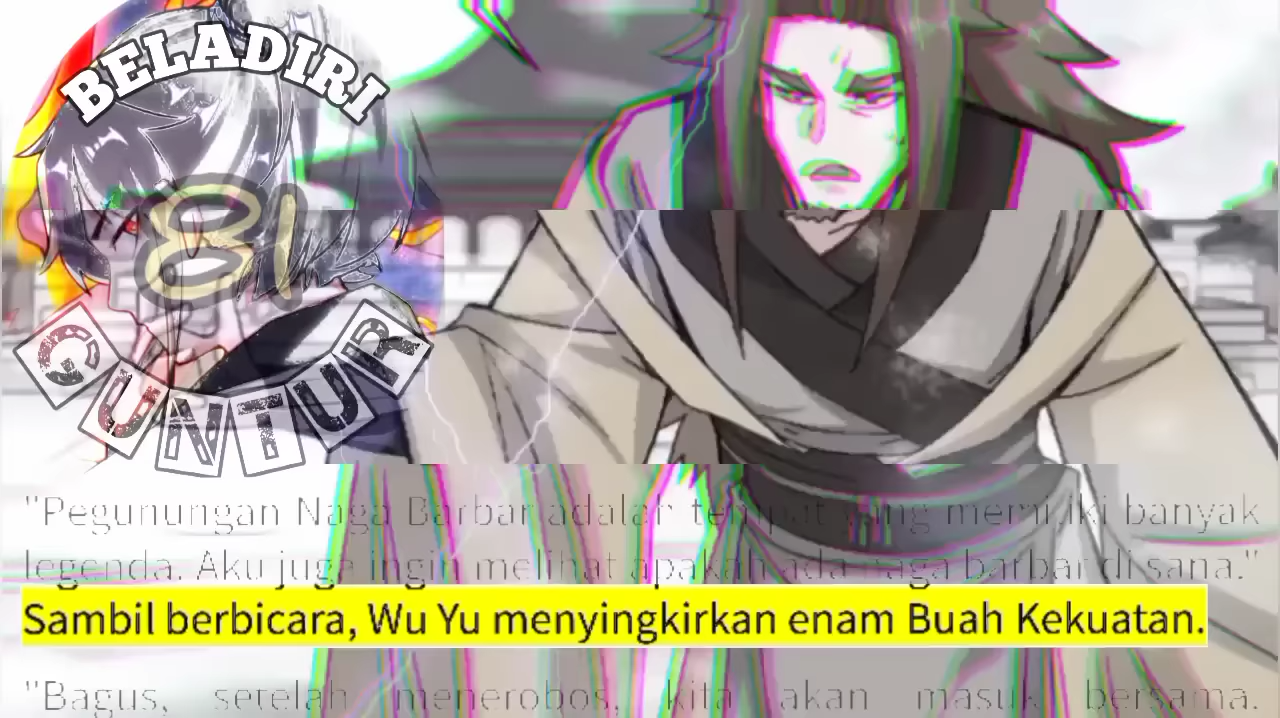 BELADIRI
81
GUNTUR
"Pegunungan Naga Barbar adalah tempat yang memiliki banyak
legenda. Aku juga ingin melihat apakah ada naga barbar di sana."
Sambil berbicara, Wu Yu menyingkirkan enam Buah Kekuatan.
"Bagus, setelah menerobos, kita akan masuk bersama.